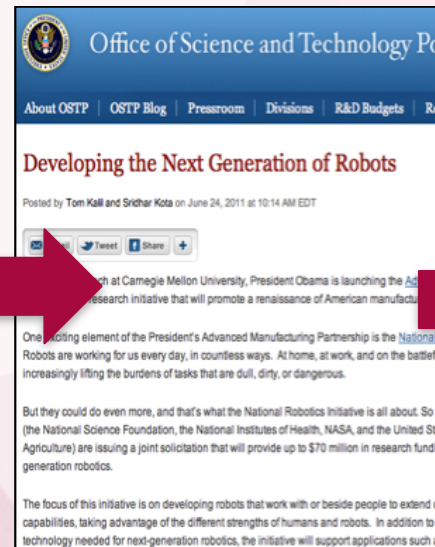 Office of Science and Technology Po
About OSTP | OSTP Blog | Pressroom | Divisions | R&D Budgets | R
Developing the Next Generation of Robots
Posted by Tom Kalil and Sridhar Kota on June 24, 2011 at 10:14 AM EDT
Tweet Share +
ch at Carnegie Mellon University, President Obama is launching the Ad
research initiative that will promote a renaissance of American manufactu
One exciting element of the President's Advanced Manufacturing Partnership is the National
Robots are working for us every day, in countless ways. At home, at work, and on the battlef
increasingly lifting the burdens of tasks that are dull, dirty, or dangerous.
But they could do even more, and that's what the National Robotics Initiative is all about. So
(the National Science Foundation, the National Institutes of Health, NASA, and the United St
Agriculture) are issuing a joint solicitation that will provide up to $70 million in research fundi
generation robotics.
The focus of this initiative is on developing robots that work with or beside people to extend
capabilities, taking advantage of the different strengths of humans and robots. In addition to
technology needed for next-generation robotics, the initiative will support applications such a